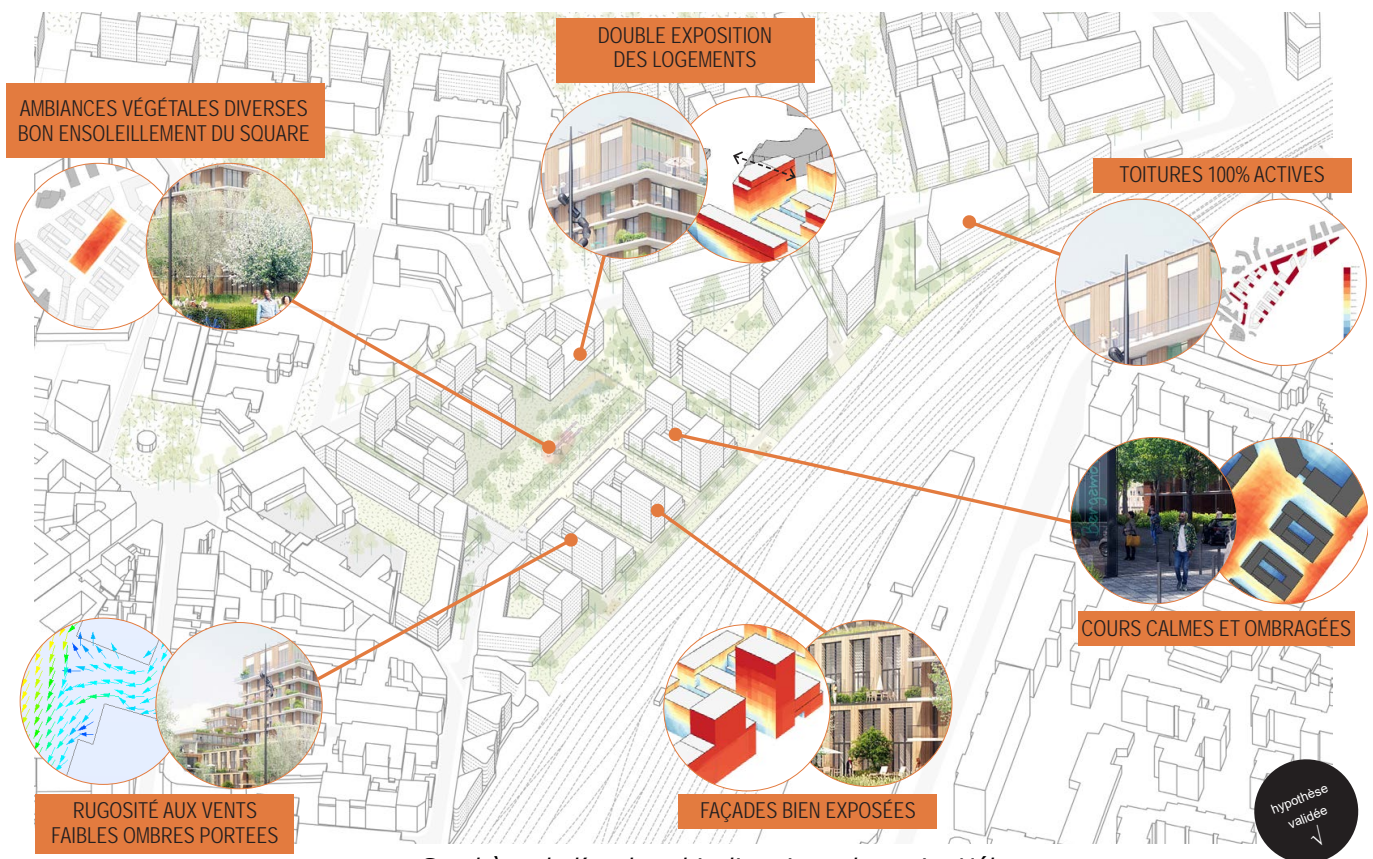 DOUBLE EXPOSITION
DES LOGEMENTS
AMBIANCES VÉGÉTALES DIVERSES
BON ENSOLEILLEMENT DU SQUARE
TOITURES 100% ACTIVES
COURS CALMES ET OMBRAGÉES
RUGOSITÉ AUX VENTS
FAIBLES OMBRES PORTEES
FAÇADES BIEN EXPOSÉES
hypothèse
validée
√